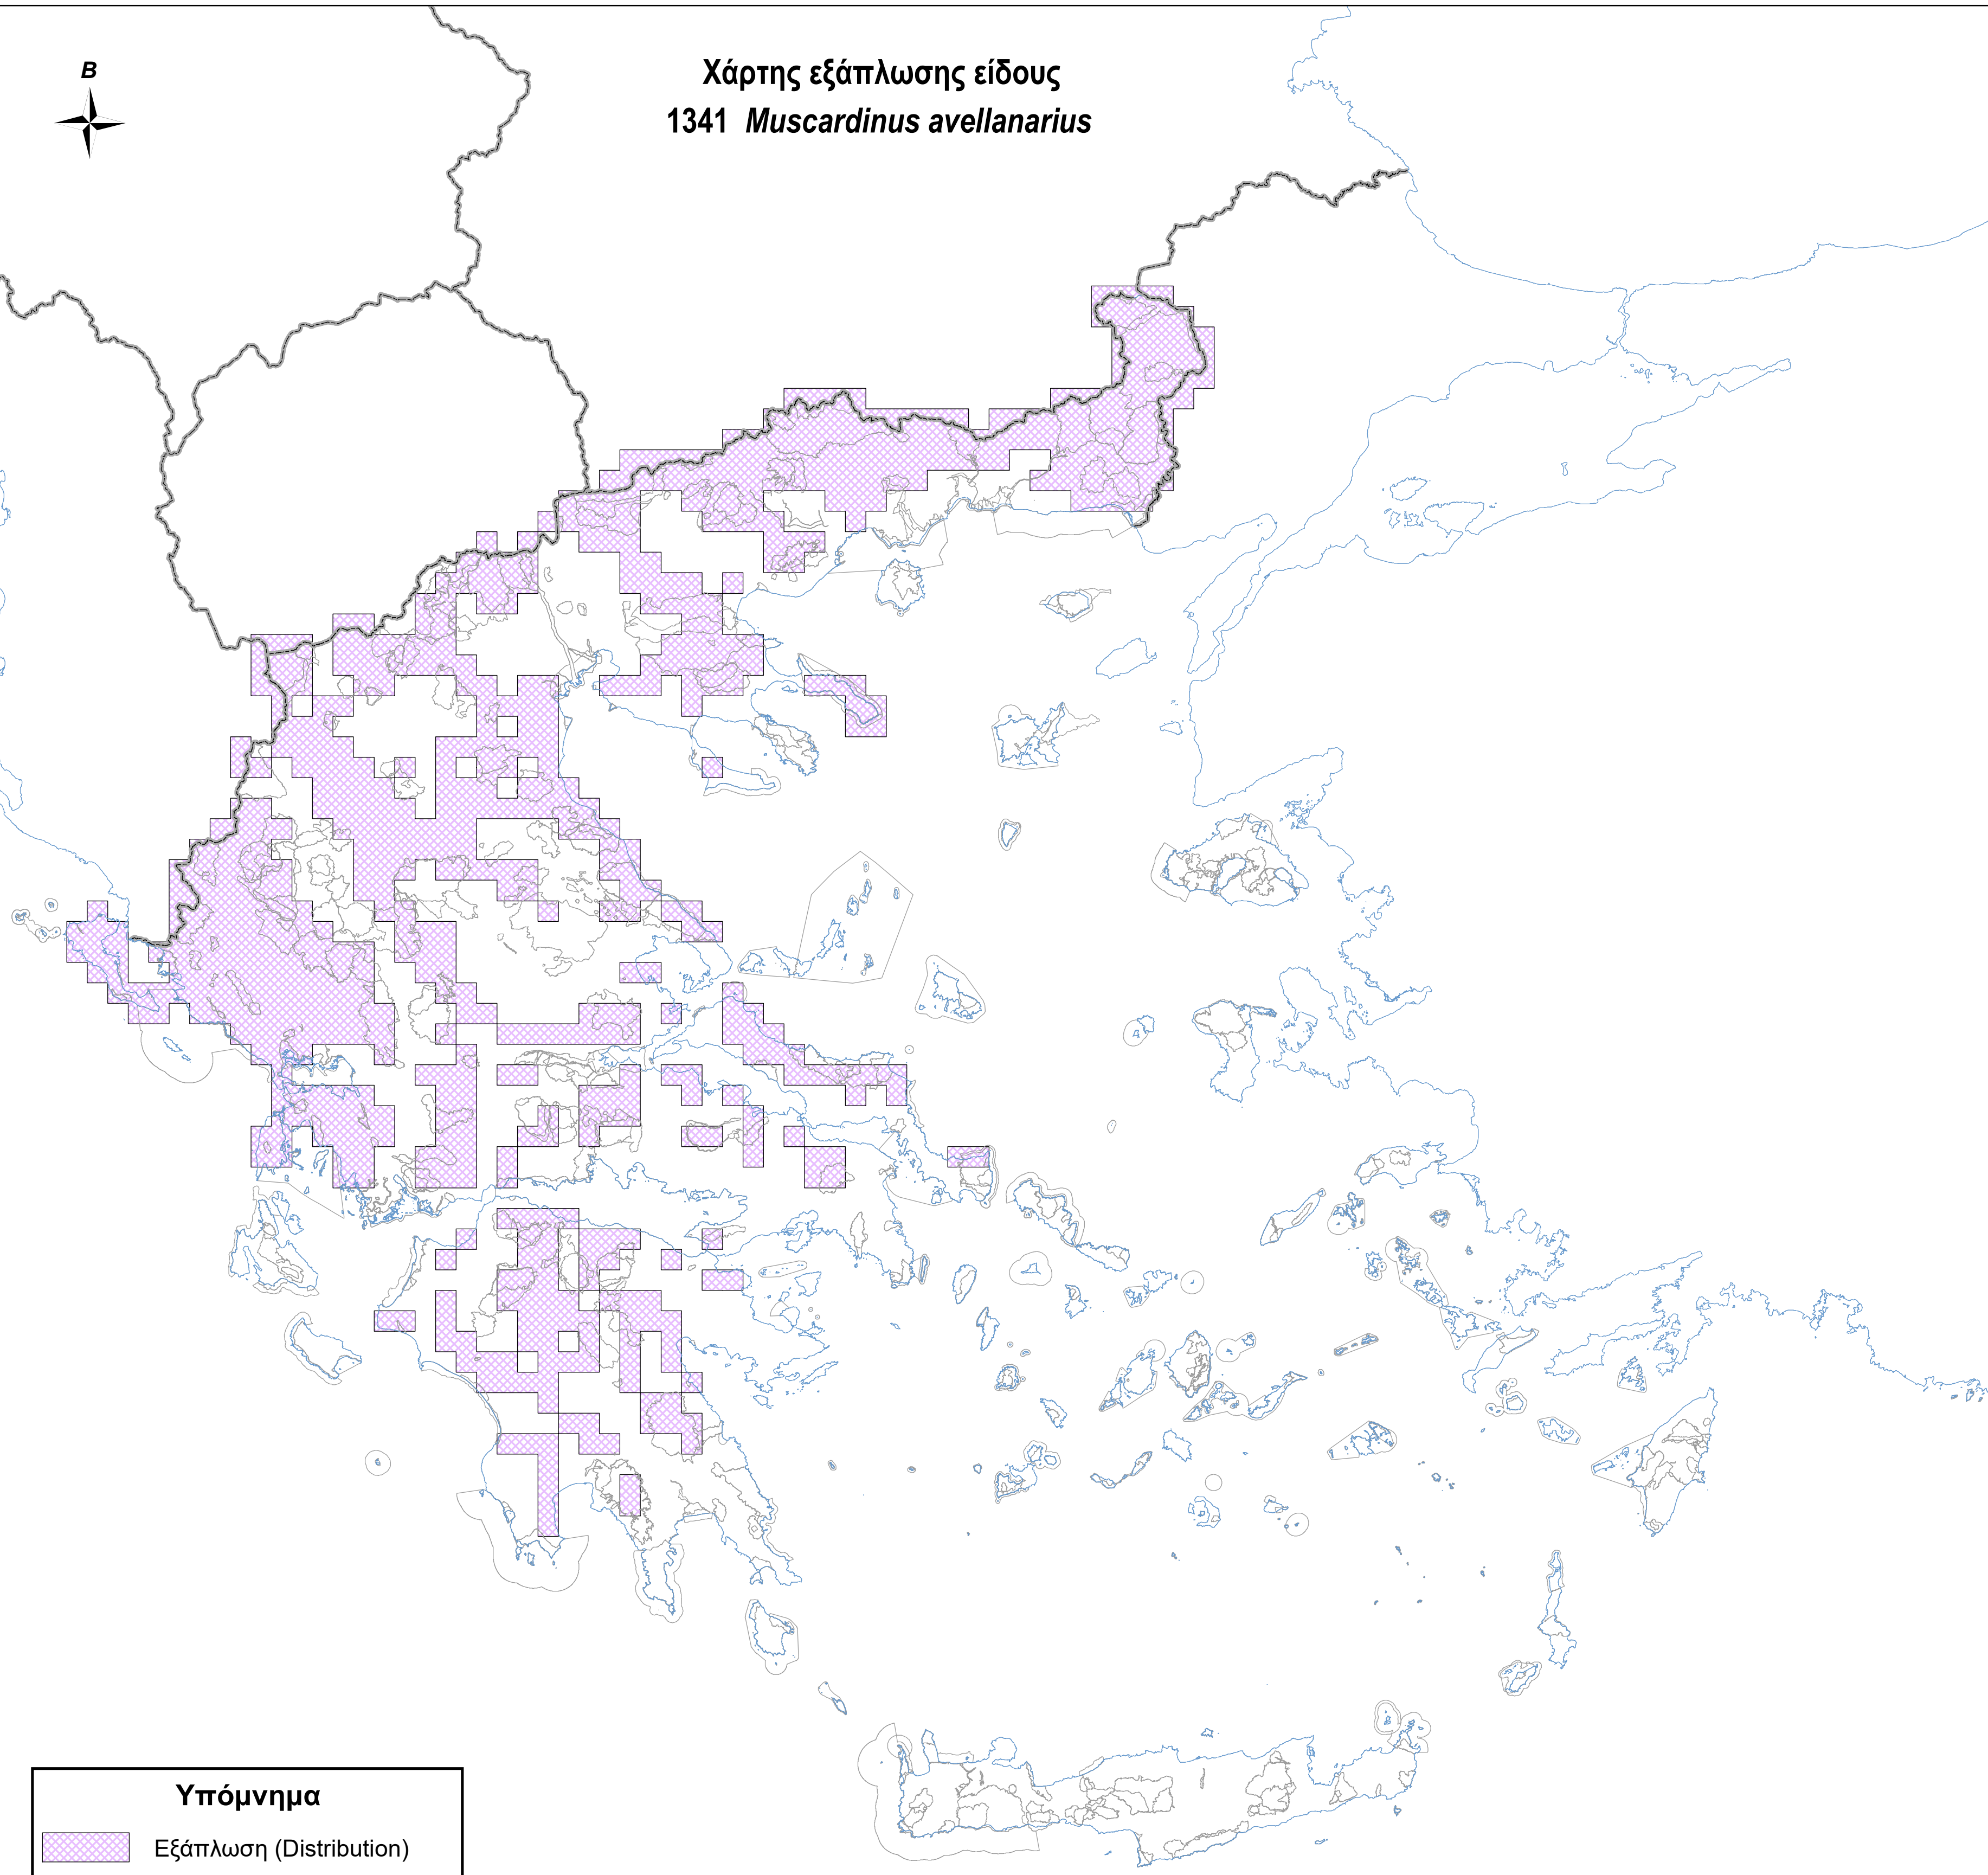 Β
Χάρτης εξάπλωσης είδους
1341 Muscardinus avellanarius
Υπόμνημα
Εξάπλωση (Distribution)